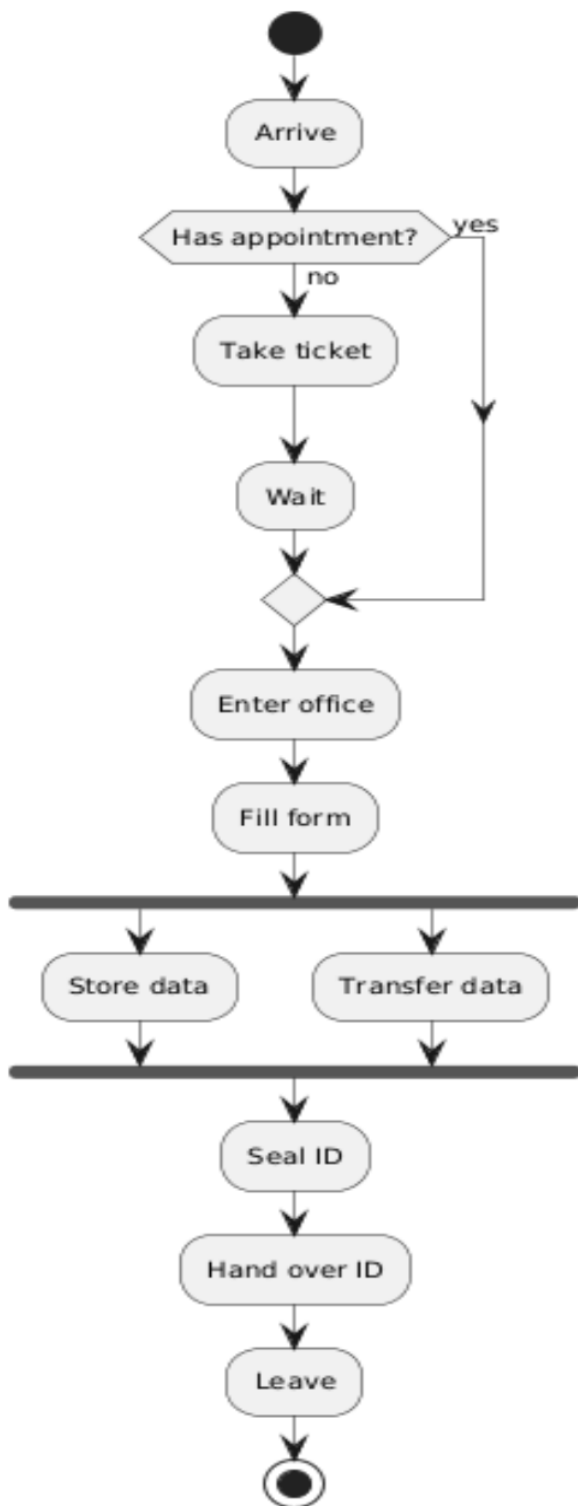 Arrive
Has appointment?
yes
no
Take ticket
Wait
Enter office
Fill form
Store data
Transfer data
Seal ID
Hand over ID
Leave